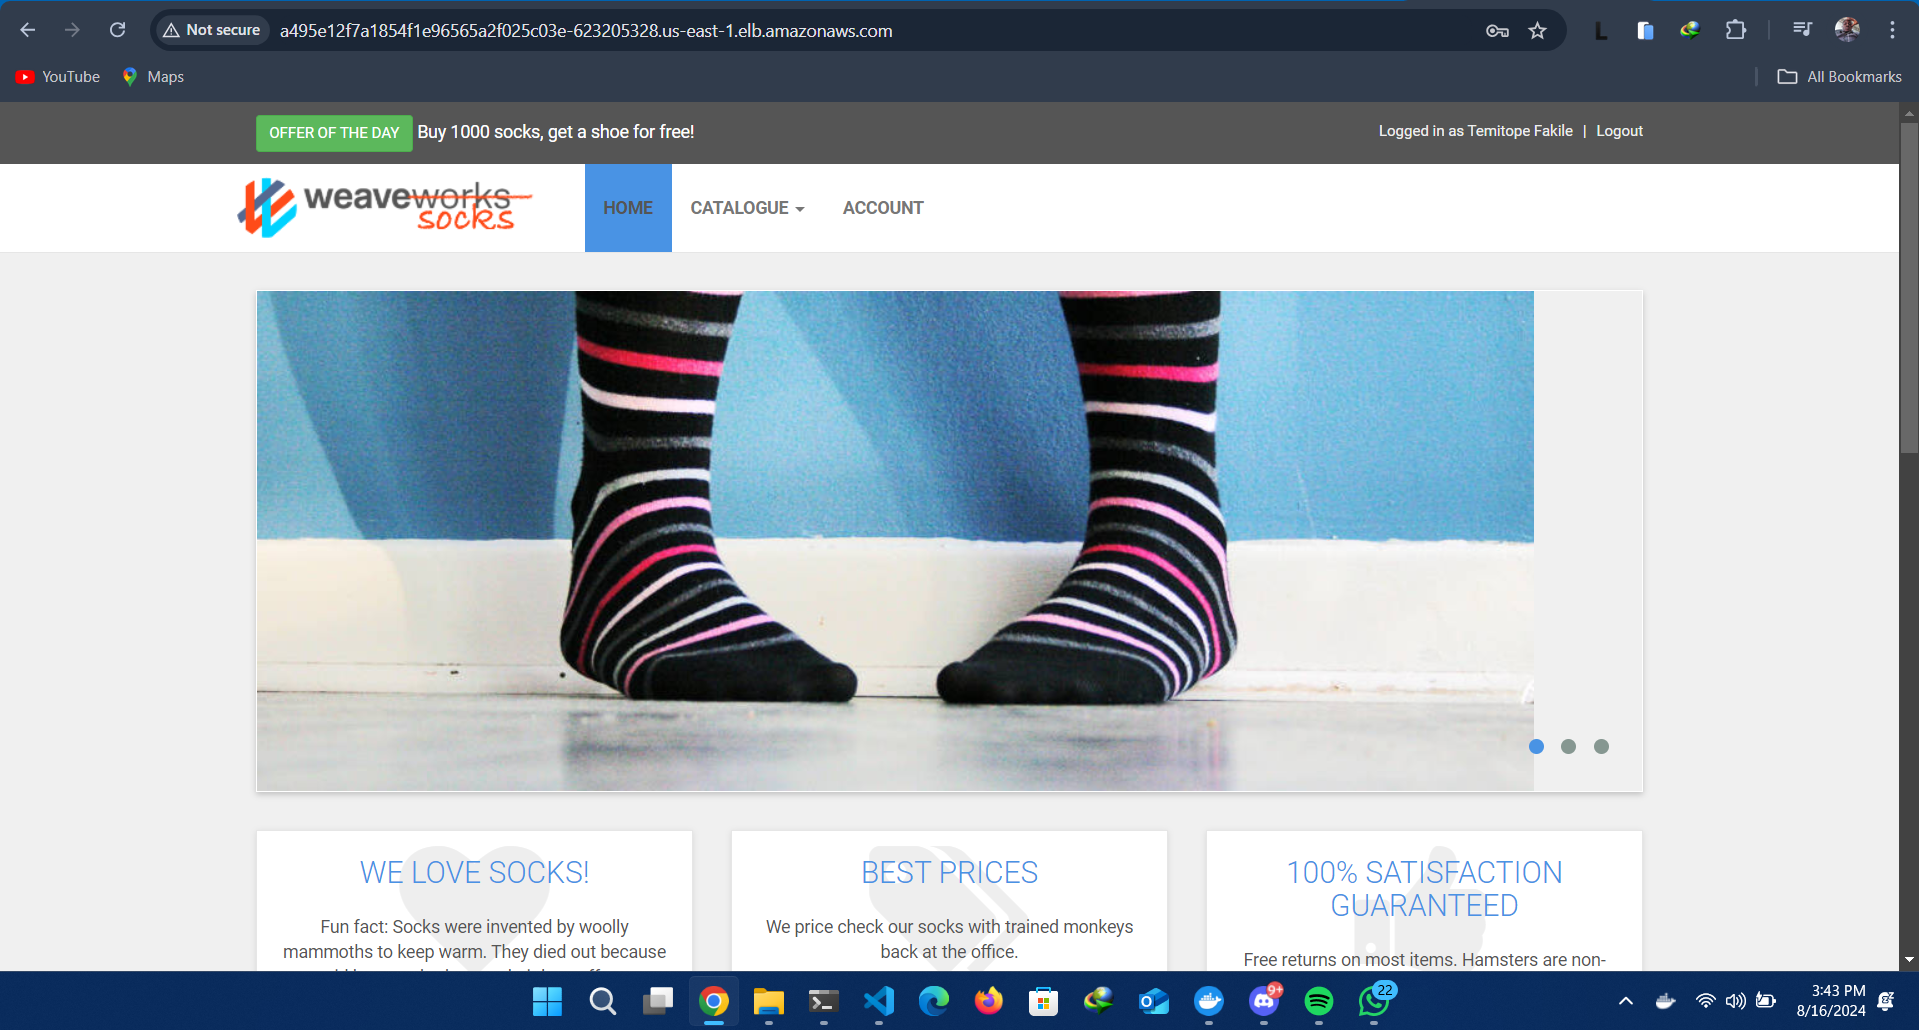 Not secure
a495e12f7a1854f1e96565a2f025c03e-623205328.us-east-1.elb.amazonaws.com
YouTube
Maps
All Bookmarks
OFFER OF THE DAY Buy 1000 socks, get a shoe for free!
Logged in as Temitope Fakile | Logout
weaveworks
socks
HOME
CATALOGUE
ACCOUNT
WE LOVE SOCKS!
Fun fact: Socks were invented by woolly
mammoths to keep warm. They died out because
BEST PRICES
We price check our socks with trained monkeys
back at the office.
100% SATISFACTION
GUARANTEED
Free returns on most items. Hamsters are non-
9+
22
3:43 PM
8/16/2024